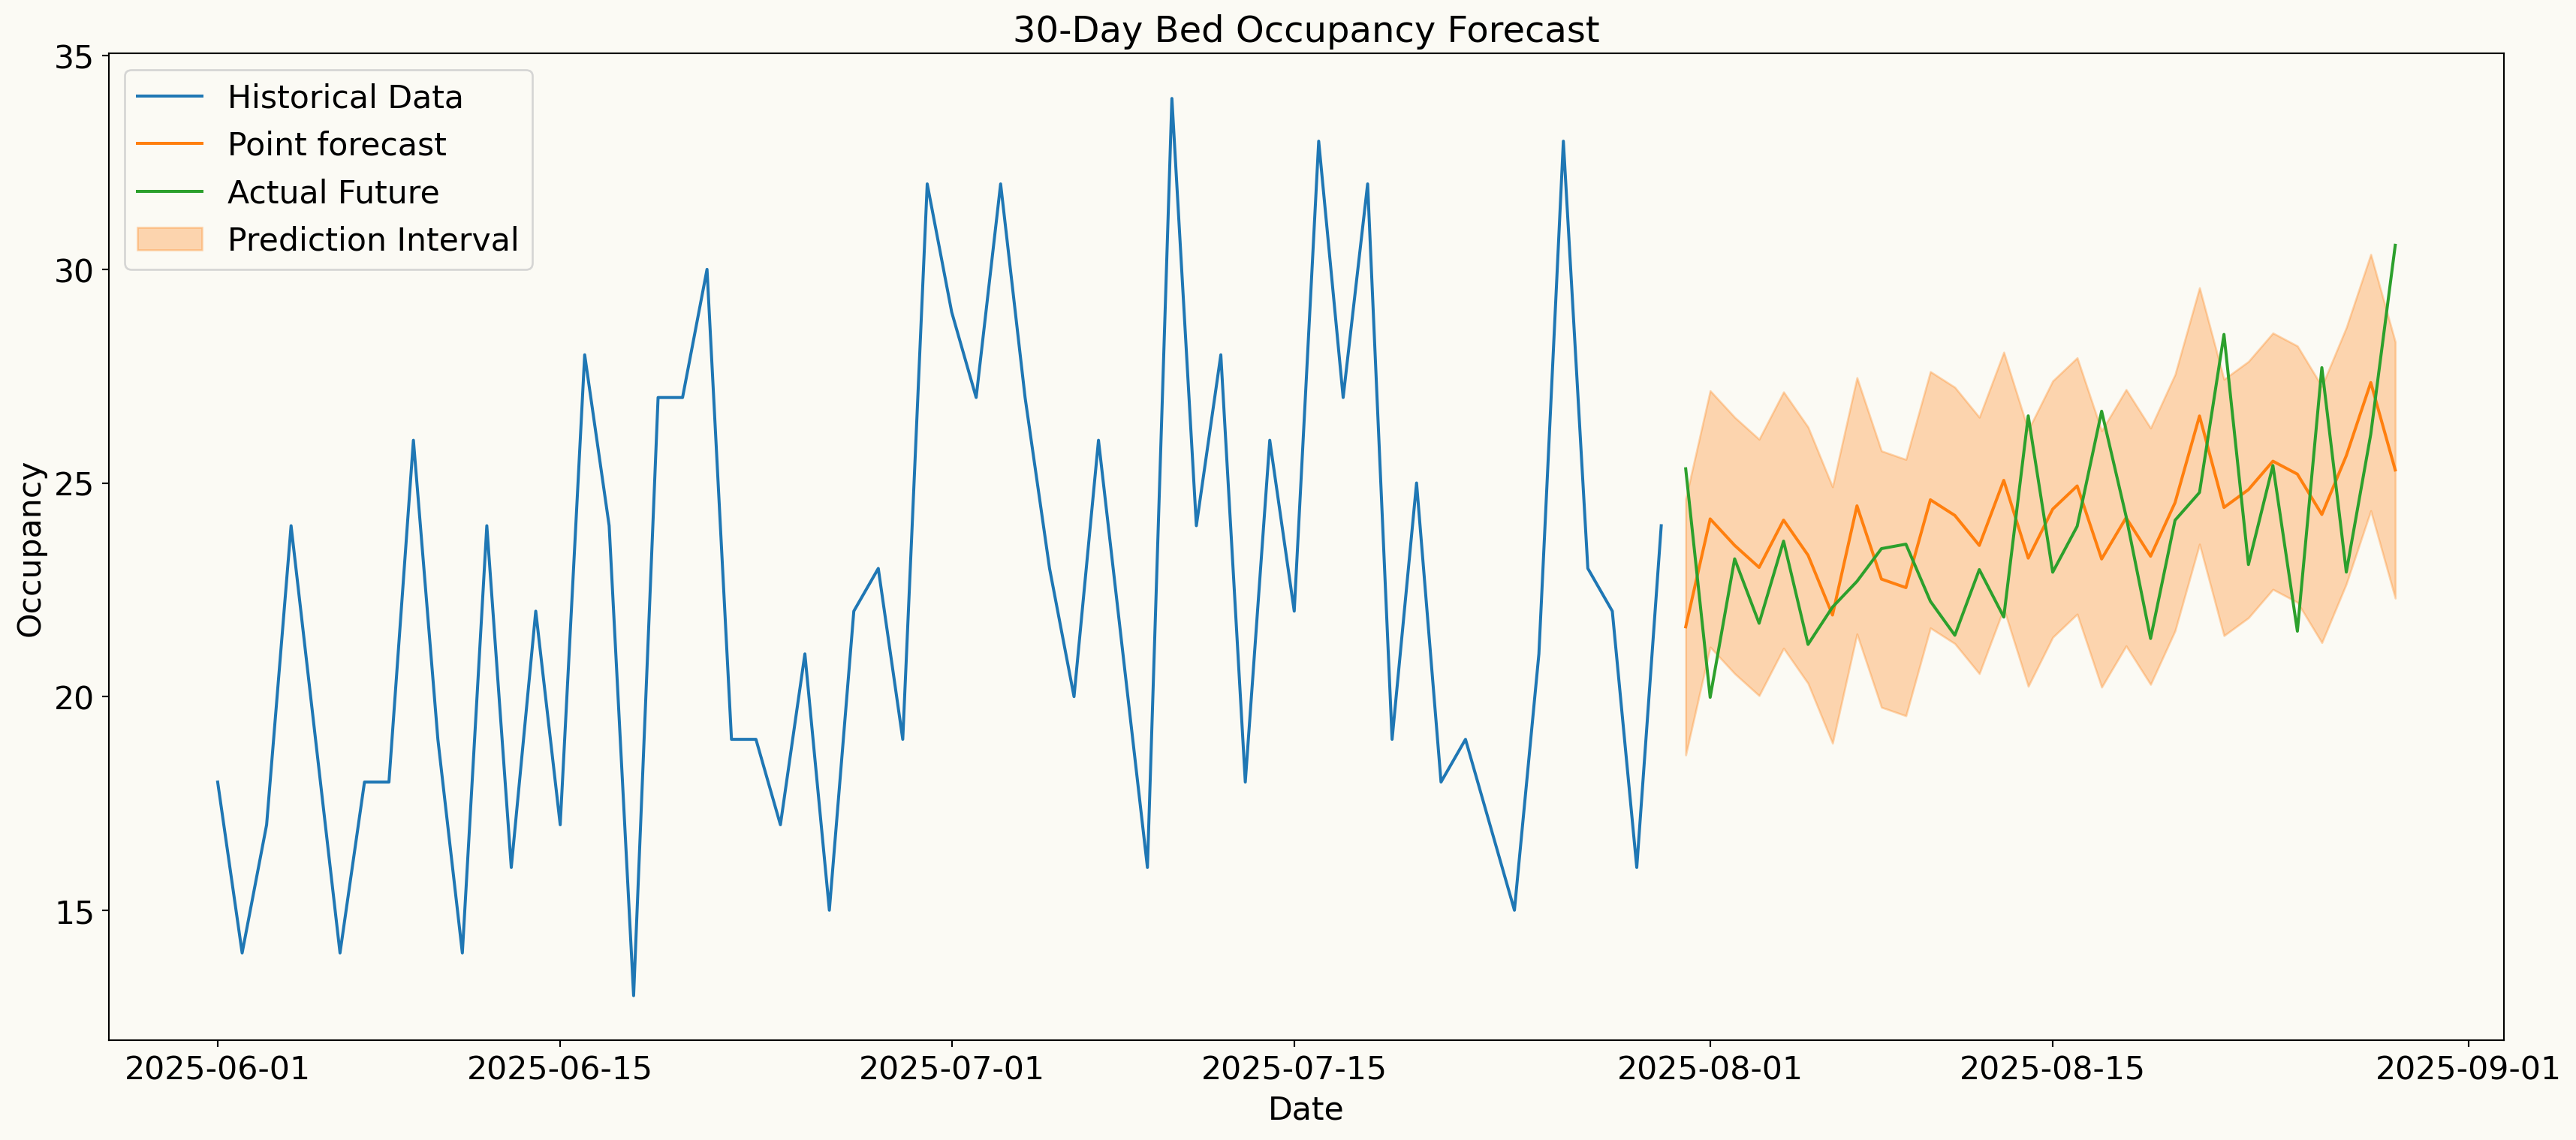 30-Day Bed Occupancy Forecast
35
30
25
20
15
Occupancy
Historical Data
Point forecast
Actual Future
Prediction Interval
2025-06-01 2025-06-15 2025-07-01 2025-07-15 2025-08-01 2025-08-15 2025-09-01
Date